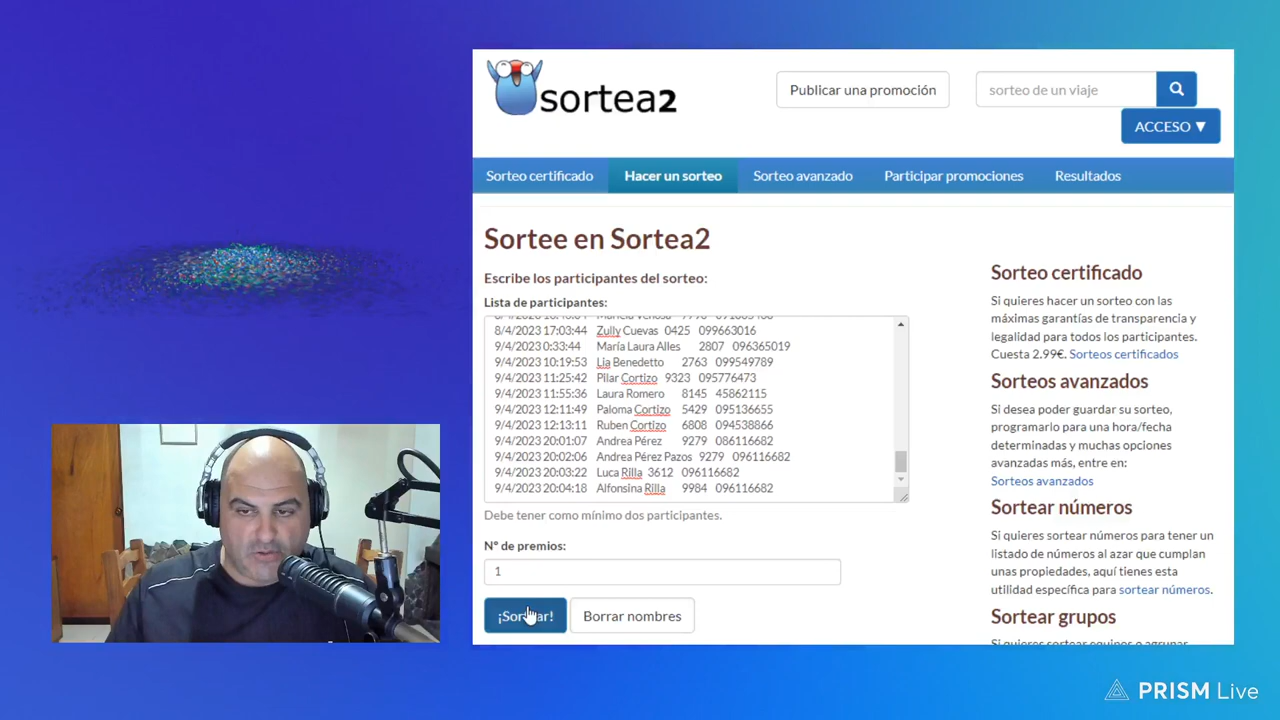 sortea2
Publicar una promoción
sorteo de un viaje
ACCESO ▼
Sorteo certificado
Hacer un sorteo
Sorteo avanzado
Participar promociones
Resultados
Sortee en Sortea2
Escribe los participantes del sorteo:
Lista de participantes:
8/4/2023 17:03:44 Zully Cuevas 0425 099663016
9/4/2023 0:33:44 María Laura Alles 2807 096365019
9/4/2023 10:19:53 Lia Benedetto 2763 099549789
9/4/2023 11:25:42 Pilar Cortizo 9323 095776473
9/4/2023 11:55:36 Laura Romero 8145 45862115
9/4/2023 12:11:49 Paloma Cortizo 5429 095136655
9/4/2023 12:13:11 Ruben Cortizo 6808 094538866
9/4/2023 20:01:07 Andrea Pérez 9279 086116682
9/4/2023 20:02:06 Andrea Pérez Pazos 9279 096116682
9/4/2023 20:03:22 Luca Rilla 3612 096116682
9/4/2023 20:04:18 Alfonsina Rilla 9984 096116682
Debe tener como mínimo dos participantes.
Nº de premios:
1
¡Sortear!
Borrar nombres
Sorteo certificado
Si quieres hacer un sorteo con las
máximas garantías de transparencia y
legalidad para todos los participantes.
Cuesta 2.99€. Sorteos certificados
Sorteos avanzados
Si desea poder guardar su sorteo,
programarlo para una hora/fecha
determinada y muchas opciones
avanzadas más, entre en:
Sorteos avanzados
Sortear números
Si quieres sortear números para tener un
listado de números al azar que cumplan
unas propiedades, aquí tienes esta
utilidad específica para sortear números.
Sortear grupos
PRISM Live